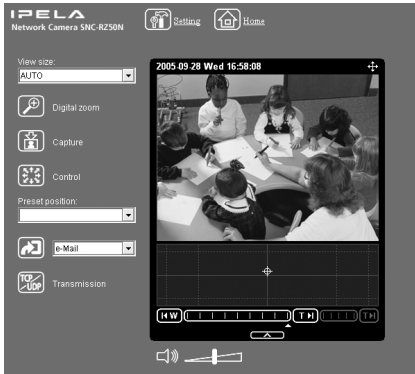 IPELA
Network Camera SNC-RZ50N
Setting
Home
View size:
AUTO
2005-09-28 Wed 16:58:08
Digital zoom
Capture
Control
Preset position:
e-Mail
TCP/UDP
Transmission
W
T
T